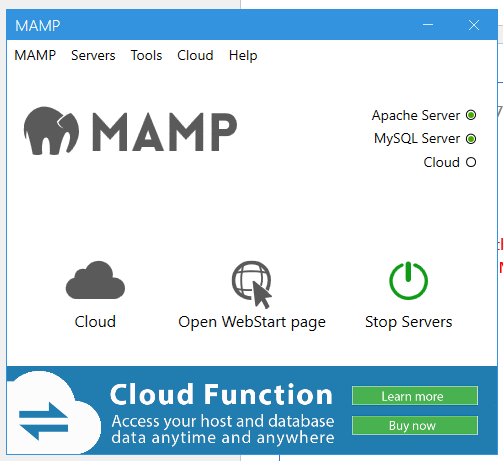 MAMP
MAMP Servers Tools Cloud Help
MAMP
Apache Server
MySQL Server
Cloud
Cloud
Open WebStart page
Stop Servers
Cloud Function
Access your host and database
data anytime and anywhere
Learn more
Buy now